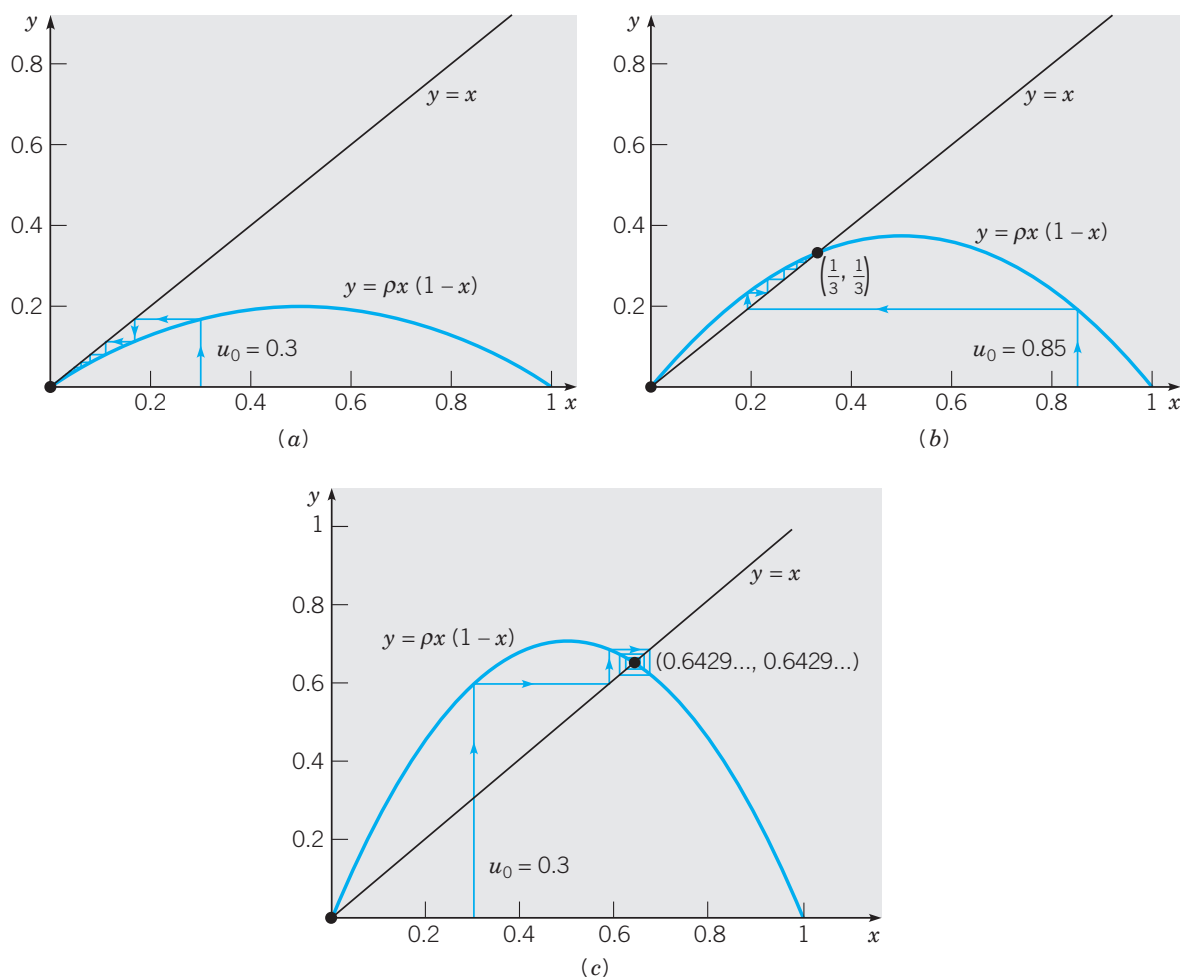 y
0.8
0.6
0.4
0.2
y = x
y = ρx (1 – x)
u₀ = 0.3
0.2 0.4 0.6 0.8 1 x
(a)
y
0.8
0.6
0.4
0.2
y = x
y = ρx (1 – x)
(1/3, 1/3)
u₀ = 0.85
0.2 0.4 0.6 0.8 1 x
(b)
y
1
0.8
0.6
0.4
0.2
y = x
y = ρx (1 – x)
(0.6429..., 0.6429...)
u₀ = 0.3
0.2 0.4 0.6 0.8 1 x
(c)